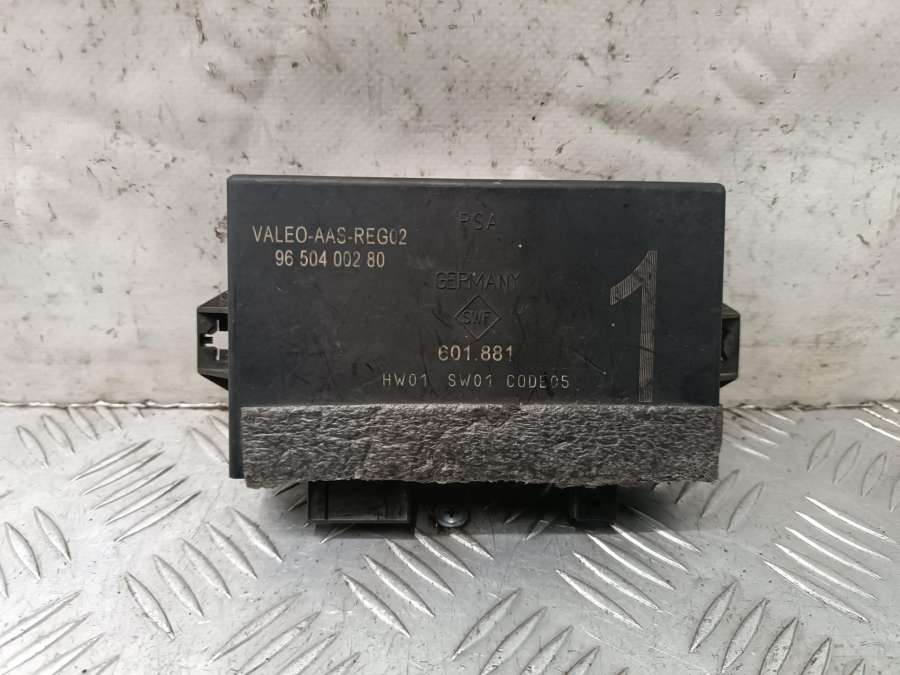 PSA
VALEO-AAS-REG02
96 504 002 80
GERMANY
SWF
601.881
HW01 SW01 CODE05
1